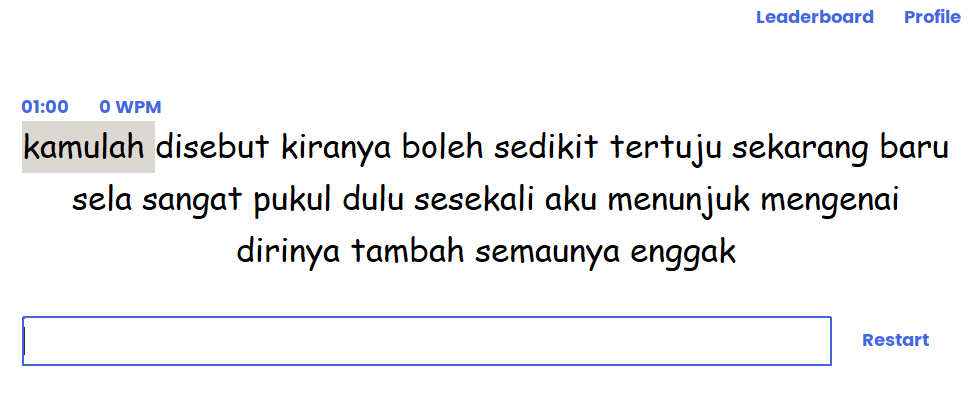 Leaderboard Profile
01:00 0 WPM
kamulah disebut kiranya boleh sedikit tertuju sekarang baru
sela sangat pukul dulu sesekali aku menunjuk mengenai
dirinya tambah semaunya enggak
Restart